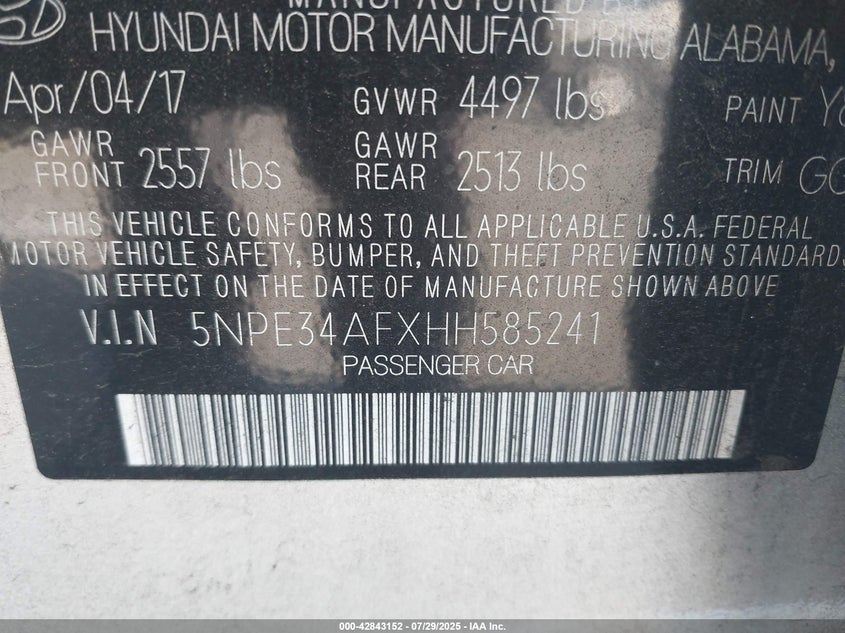 MANUFACTURED BY
HYUNDAI MOTOR MANUFACTURING ALABAMA,
Apr/04/17 GVWR 4497 lbs PAINT
GAWR FRONT 2557 lbs GAWR REAR 2513 lbs TRIM
THIS VEHICLE CONFORMS TO ALL APPLICABLE U.S.A. FEDERAL
MOTOR VEHICLE SAFETY, BUMPER, AND THEFT PREVENTION STANDARDS
IN EFFECT ON THE DATE OF MANUFACTURE SHOWN ABOVE
V.I.N 5NPE34AFXHH585241
PASSENGER CAR
000-42843152 - 07/29/2025 - IAA Inc.